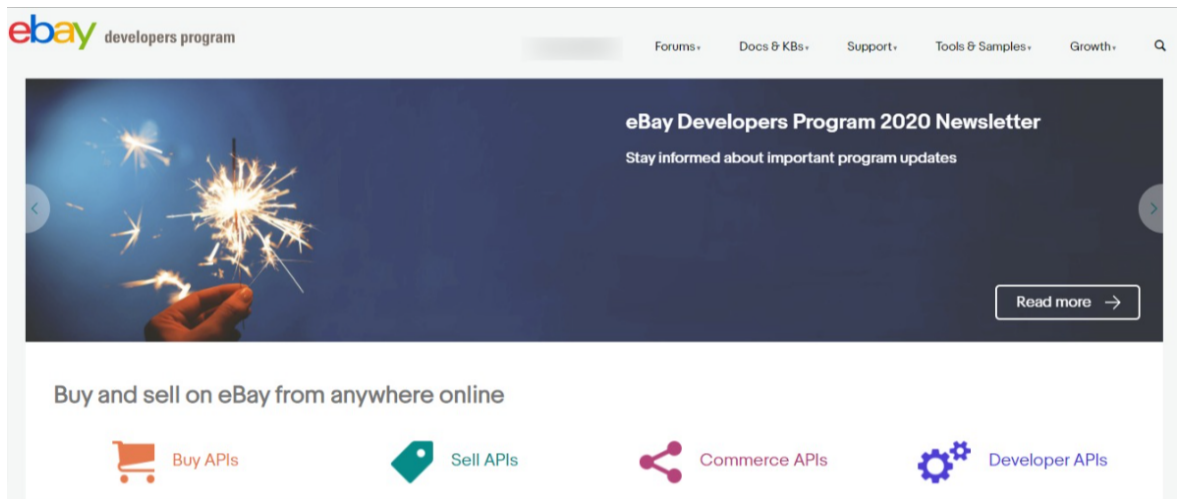 ebay developers program
Forums Docs & KBs Support Tools & Samples Growth
eBay Developers Program 2020 Newsletter
Stay informed about important program updates
Read more →
Buy and sell on eBay from anywhere online
Buy APIs Sell APIs Commerce APIs Developer APIs